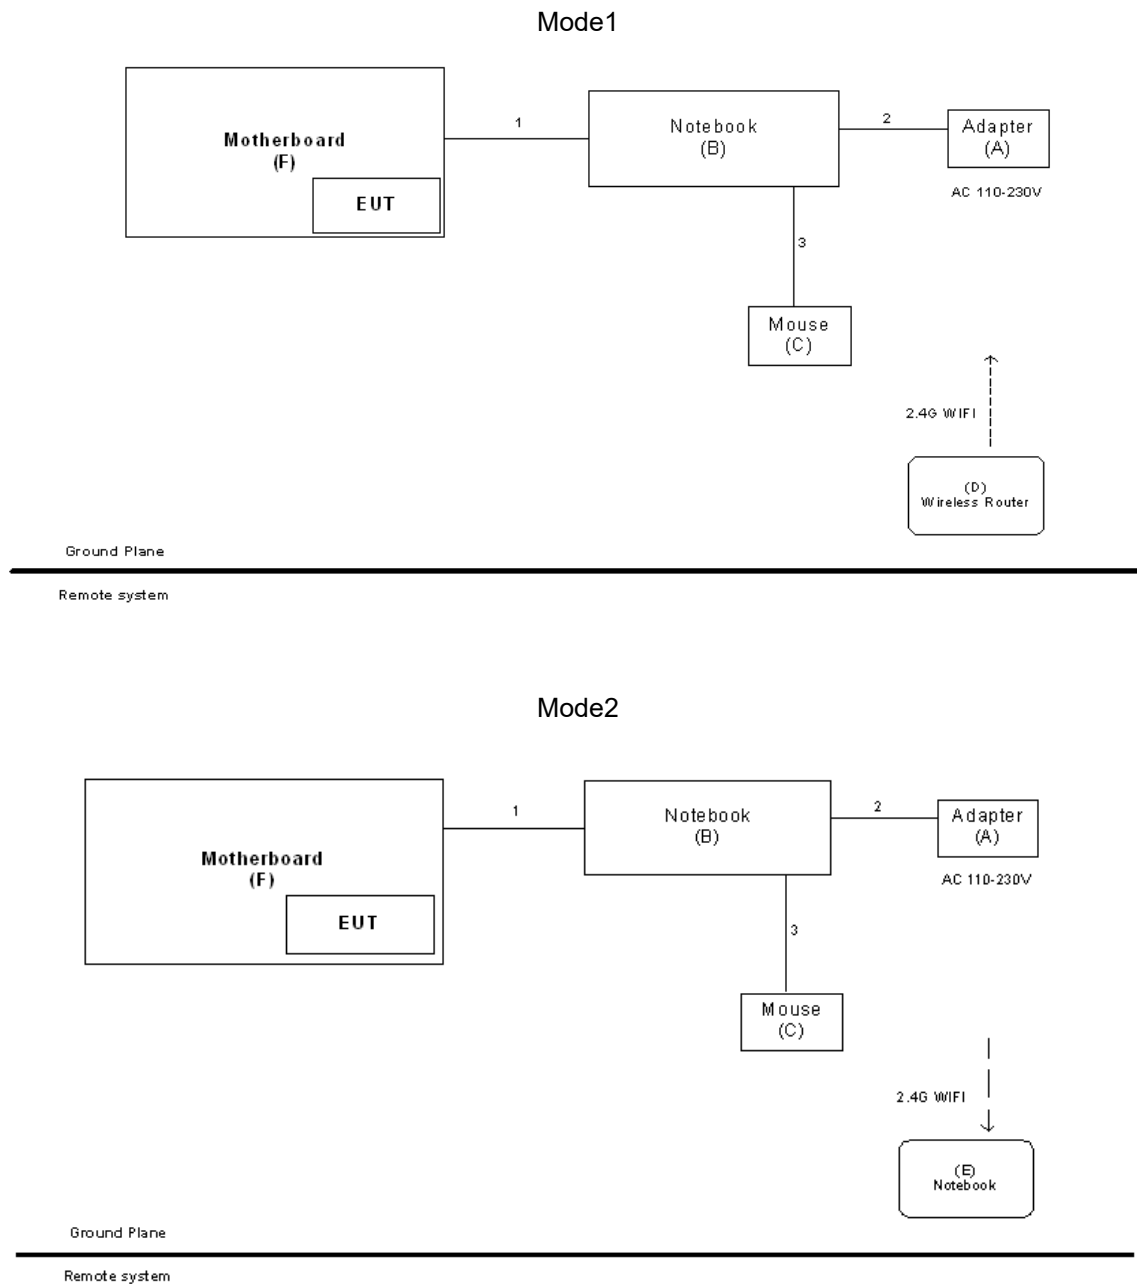 Mode1
Motherboard
(F)
EUT
1
Notebook
(B)
2
Adapter
(A)
AC 110-230V
3
Mouse
(C)
2.4G WIFI
(D)
Wireless Router
Ground Plane
Remote system
Mode2
Motherboard
(F)
EUT
1
Notebook
(B)
2
Adapter
(A)
AC 110-230V
3
Mouse
(C)
2.4G WIFI
(E)
Notebook
Ground Plane
Remote system